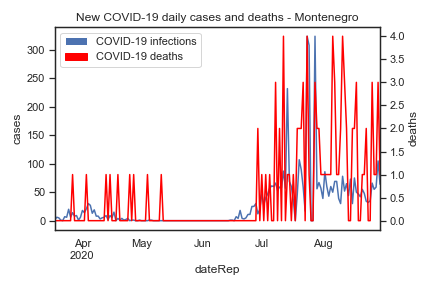 New COVID-19 daily cases and deaths - Montenegro
COVID-19 infections
COVID-19 deaths
300
250
200
150
100
50
0
cases
4.0
3.5
3.0
2.5
2.0
1.5
1.0
0.5
0.0
deaths
Apr
2020
May
Jun
Jul
Aug
dateRep